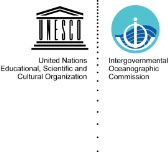 UNESCO
United Nations
Educational, Scientific and
Cultural Organization
Intergovernmental
Oceanographic
Commission